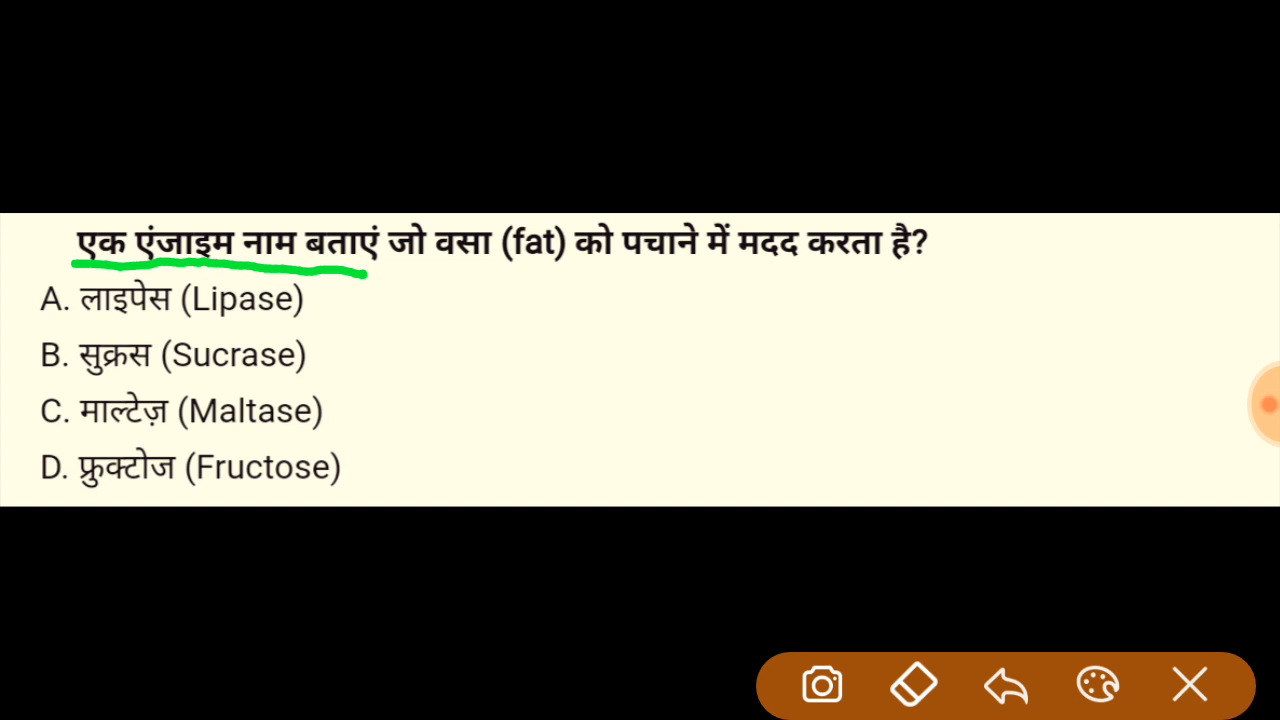 एक एंजाइम नाम बताएं जो वसा (fat) को पचाने में मदद करता है?
A. लाइपेस (Lipase)
B. सुक्रस (Sucrase)
C. माल्टेज़ (Maltase)
D. फ्रुक्टोज (Fructose)